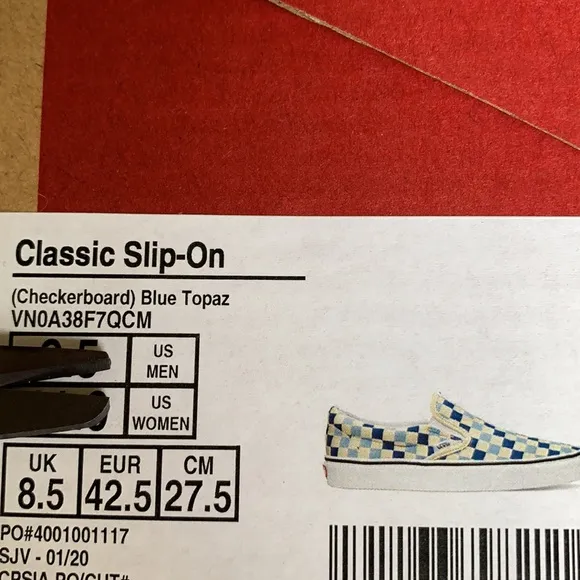 Classic Slip-On
(Checkerboard) Blue Topaz
VN0A38F7QCM
US
MEN
US
WOMEN
UK EUR CM
8.5 42.5 27.5
PO#4001001117
SJV - 01/20